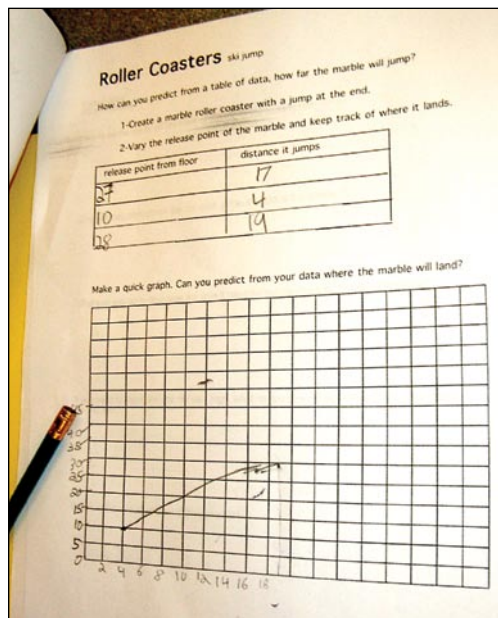 Roller Coasters ski jump
How can you predict from a table of data, how far the marble will jump?
1-Create a marble roller coaster with a jump at the end.
2-Vary the release point of the marble and keep track of where it lands.
release point from floor distance it jumps
27 17
10 4
28 19
Make a quick graph. Can you predict from your data where the marble will land?
45
40
35
30
25
20
15
10
5
0
2 4 6 8 10 12 14 16 18